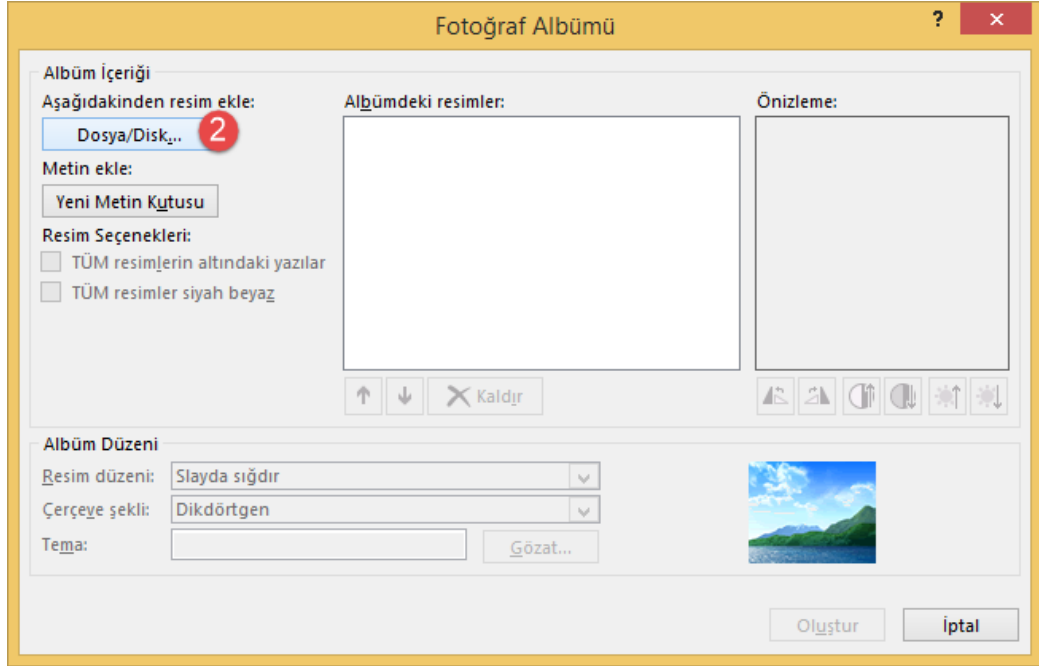 Fotoğraf Albümü
?
Albüm İçeriği
Aşağıdakinden resim ekle:
Albümdeki resimler:
Önizleme:
Dosya/Disk...
2
Metin ekle:
Yeni Metin Kutusu
Resim Seçenekleri:
TÜM resimlerin altındaki yazılar
TÜM resimler siyah beyaz
Kaldır
Albüm Düzeni
Resim düzeni:
Slayda sığdır
Çerçeve şekli:
Dikdörtgen
Tema:
Gözat...
Oluştur
İptal